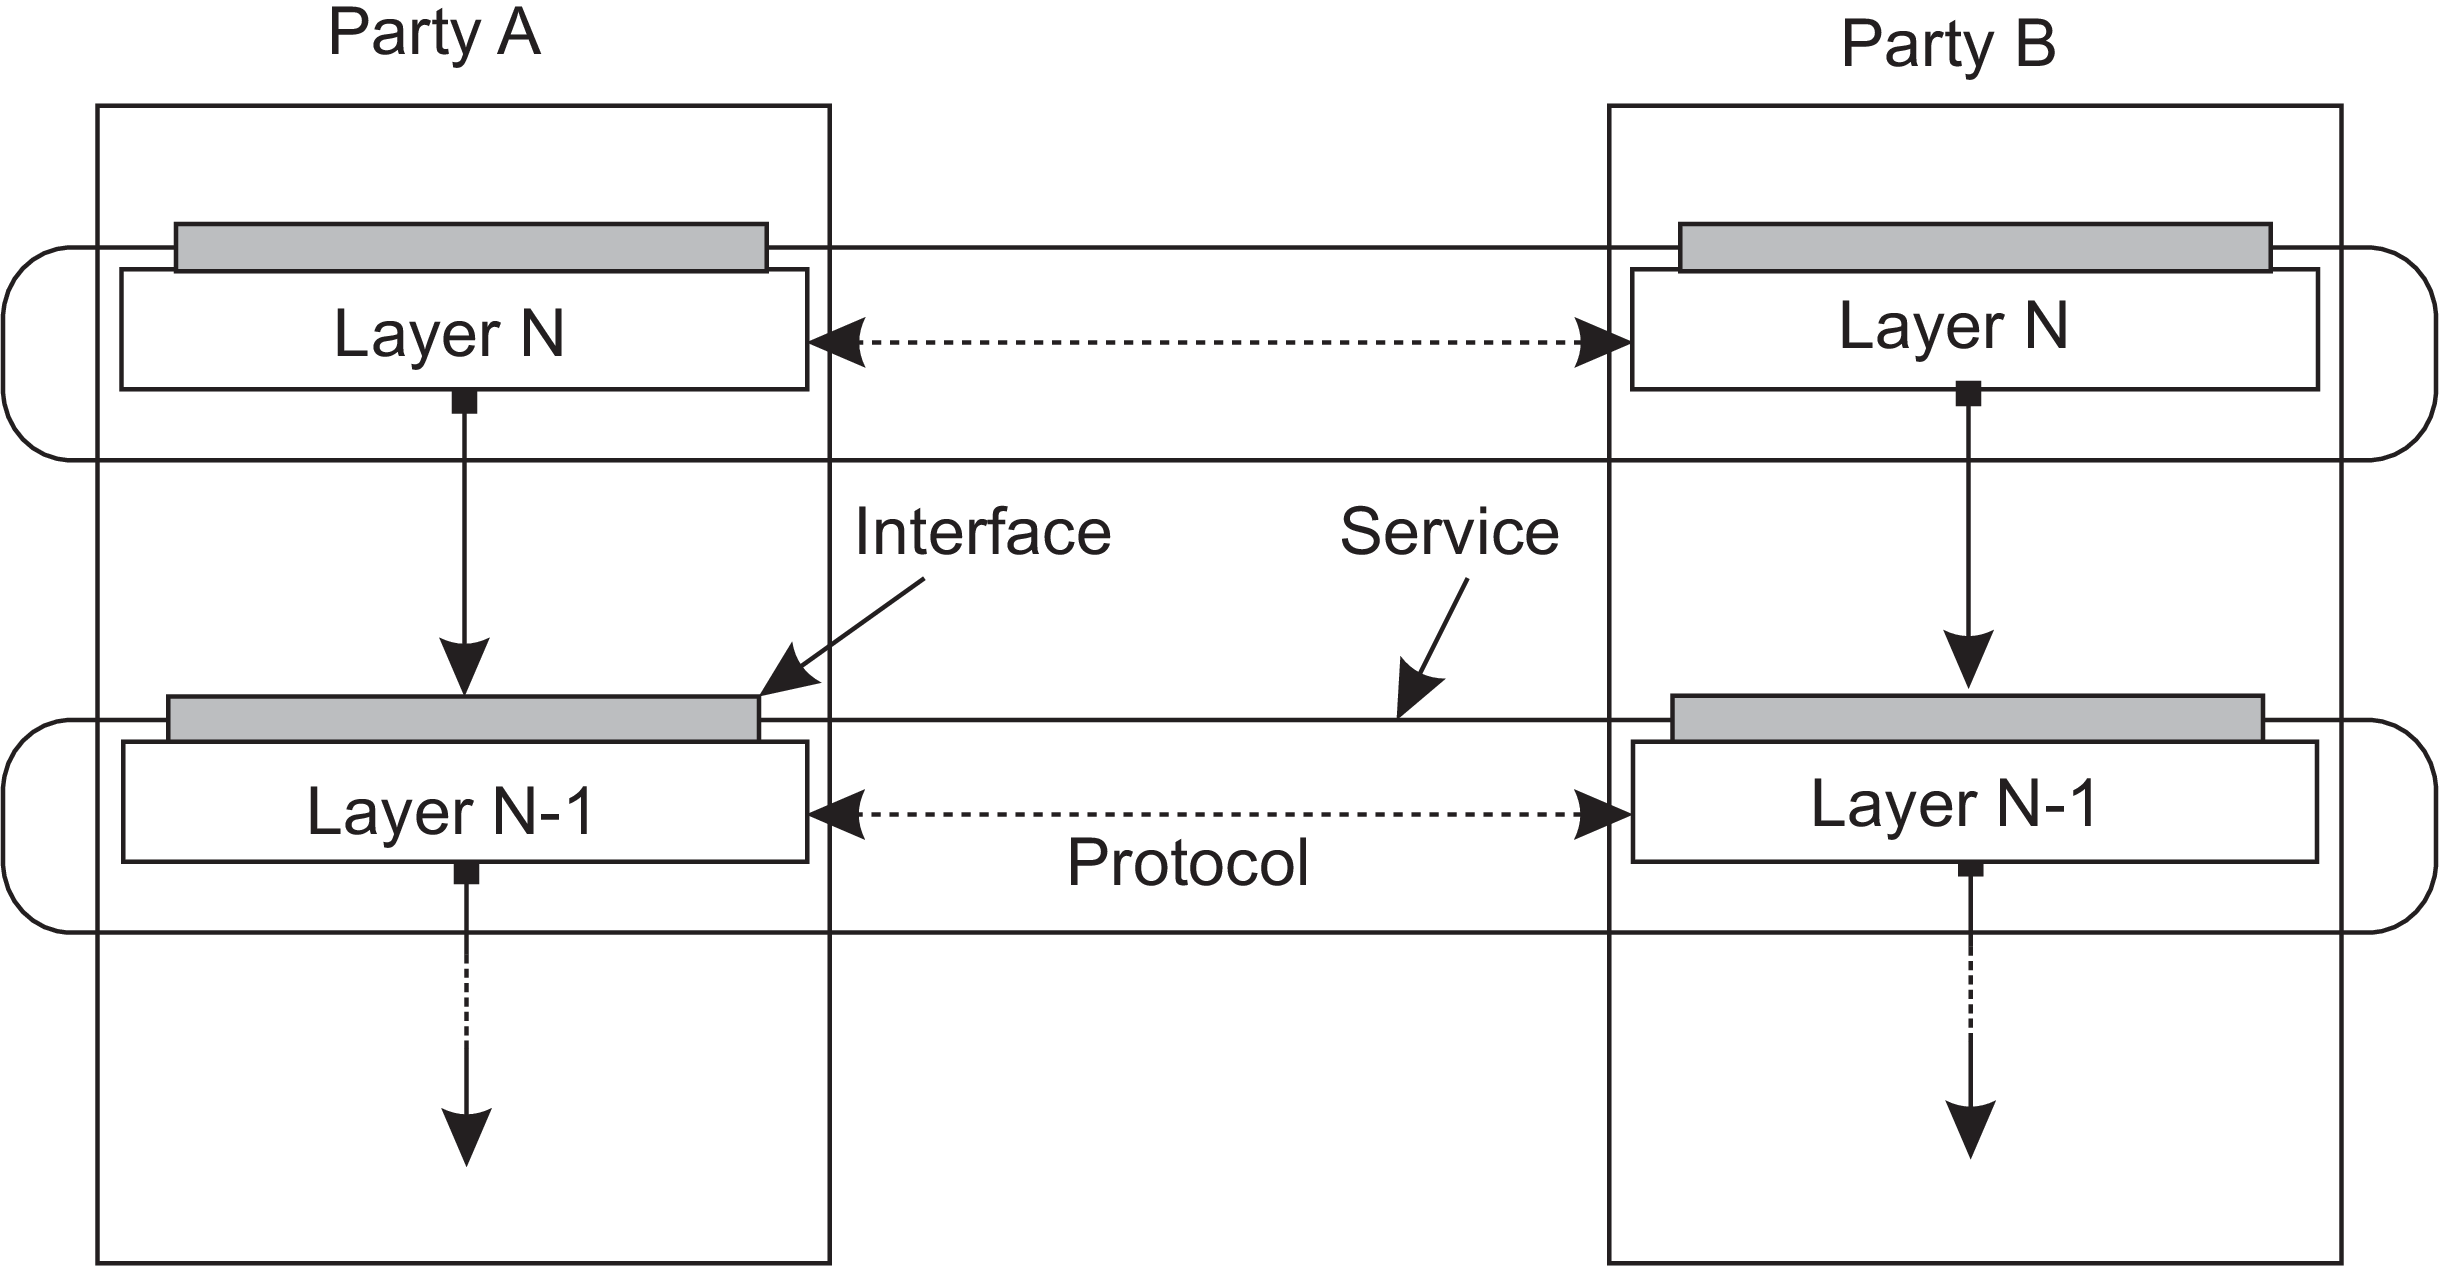 Party A
Party B
Layer N
Layer N
Interface
Service
Layer N-1
Layer N-1
Protocol